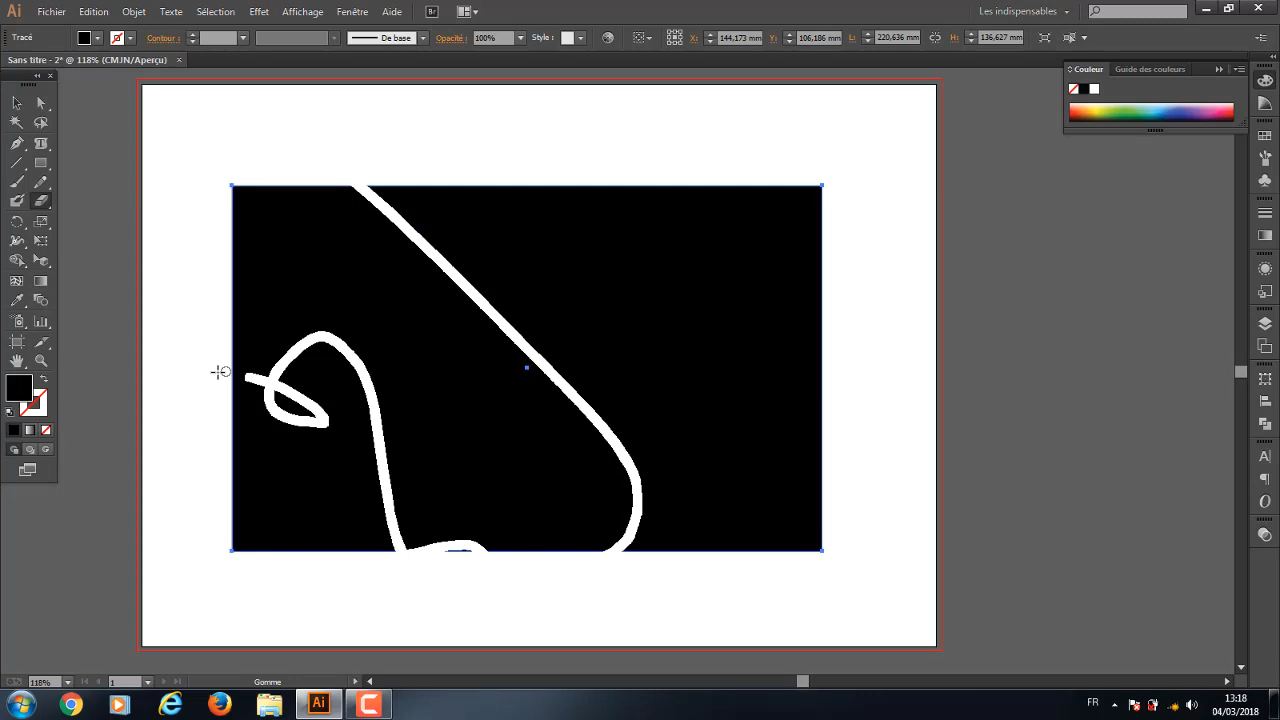 Ai Fichier Edition Objet Texte Sélection Effet Affichage Fenêtre Aide Br Les indispensables
Tracé Contour : De base Opacité : 100% Style : X: 144,173 mm Y: 106,186 mm L: 220,636 mm H: 136,627 mm
Sans titre - 2* @ 118% (CMJN/Aperçu) ×
Couleur Guide des couleurs
118% 1 Gomme
Ai FR 13:18
04/03/2018